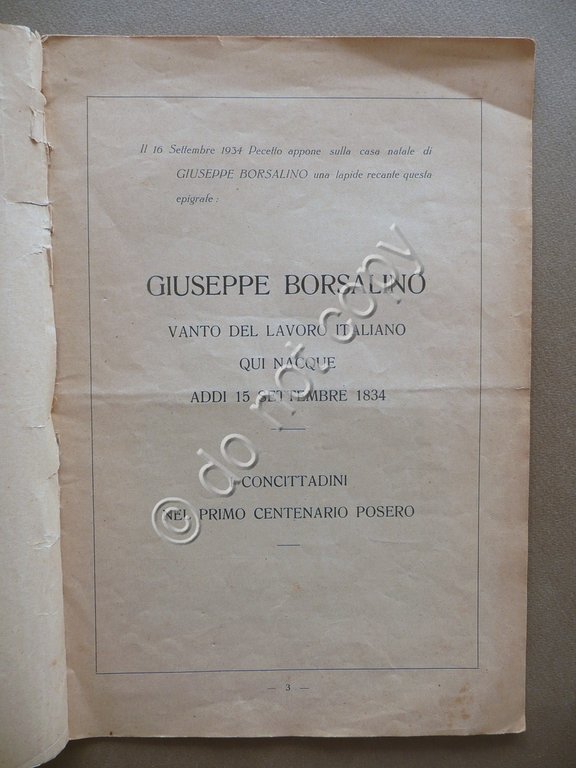 Il 16 Settembre 1934 Pecetto appone sulla casa natale di
GIUSEPPE BORSALINO una lapide recante questa
epigrafe :
GIUSEPPE BORSALINO
VANTO DEL LAVORO ITALIANO
QUI NACQUE
ADDI 15 SETTEMBRE 1834
I CONCITTADINI
NEL PRIMO CENTENARIO POSERO
— 3 —
© do not copy